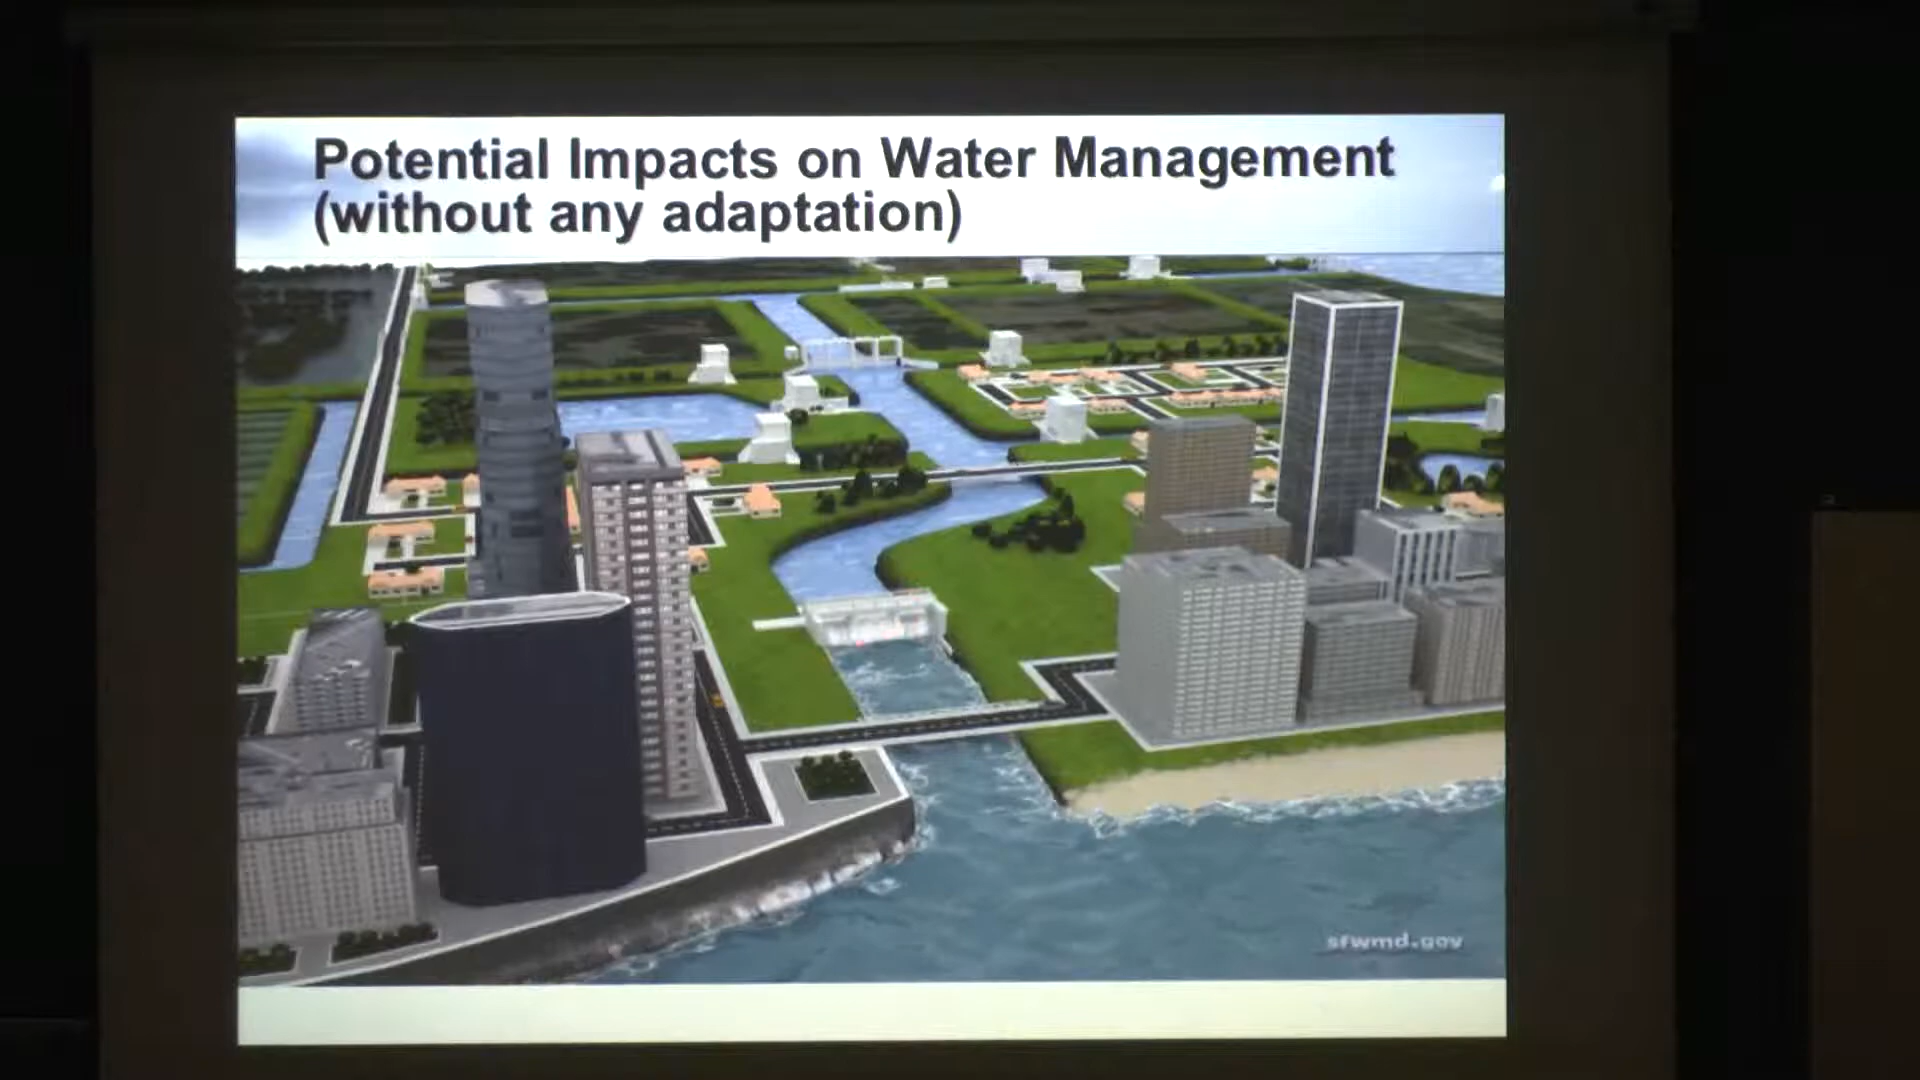 Potential Impacts on Water Management
(without any adaptation)
sfwmd.gov